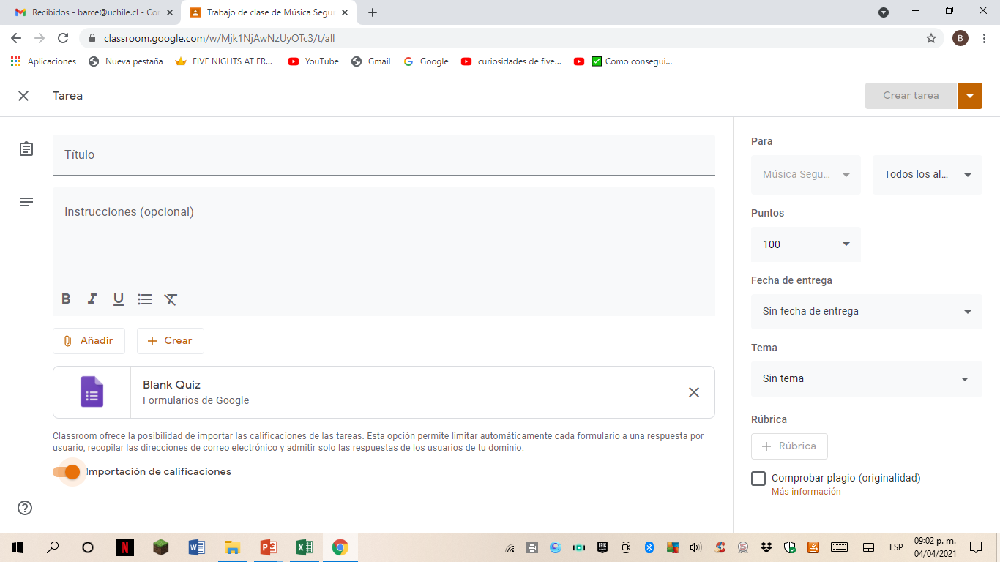 Recibidos - barce@uchile.cl - Cor
Trabajo de clase de Música Segur
classroom.google.com/w/Mjk1NjAwNzUyOTc3/t/all
B
Aplicaciones
Nueva pestaña
FIVE NIGHTS AT FR...
YouTube
Gmail
Google
curiosidades de five...
Como consegui...
Tarea
Crear tarea
Título
Instrucciones (opcional)
B I U
Añadir
Crear
Blank Quiz
Formularios de Google
Classroom ofrece la posibilidad de importar las calificaciones de las tareas. Esta opción permite limitar automáticamente cada formulario a una respuesta por
usuario, recopilar las direcciones de correo electrónico y admitir solo las respuestas de los usuarios de tu dominio.
Importación de calificaciones
Para
Música Segu...
Todos los al...
Puntos
100
Fecha de entrega
Sin fecha de entrega
Tema
Sin tema
Rúbrica
Rúbrica
Comprobar plagio (originalidad)
Más información
ESP
09:02 p. m.
04/04/2021